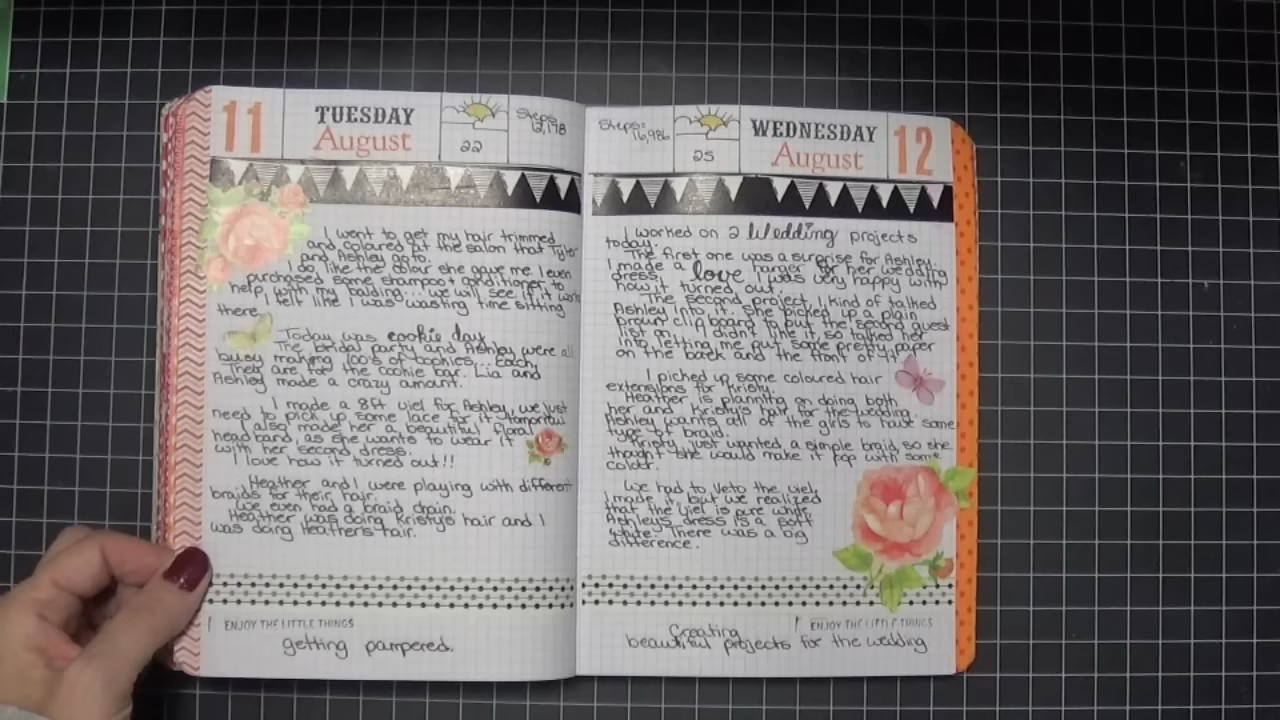 11
TUESDAY
August
22
Steps:
12,178
I went to get my hair trimmed
and coloured at the salon that Tyler
and Ashley go to.
I do like the colour she gave me. I even
purchased some shampoo + conditioner to
help with my balding... we will see if it works
I felt like I was wasting time sitting
there.
Today was cookie day.
The bridal party and Ashley were all
busy making 100s of cookies... each.
They are for the cookie bar. Lia and
Ashley made a crazy amount.
I made a 8ft viel for Ashley, we just
need to pick up some lace for it tomorrow
I also made her a beautiful floral
headband, as she wants to wear it
with her second dress.
I love how it turned out!!
Heather and I were playing with different
braids for their hair.
We even had a braid chain.
Heather was doing Kristy's hair and I
was doing Heather's hair.
ENJOY THE LITTLE THINGS
getting pampered.
Steps:
16,986
25
WEDNESDAY
August
12
I worked on 2 Wedding projects
today.
The first one was a surprise for Ashley.
I made a love hanger for her wedding
dress. I was very happy with
how it turned out.
The second project, I kind of talked
Ashley into it. She picked up a plain
brown clip board to put the second guest
list on. I didn't like it, so talked her
into letting me put some pretty paper
on the back and the front of it.
I picked up some coloured hair
extensions for Kristy.
Heather is planning on doing both
her and Kristy's hair for the wedding.
Ashley wants all of the girls to have some
type of braid.
Kristy just wanted a simple braid, so she
thought she would make it pop with some
colour.
We had to veto the viel
I made it, but we realized
that the viel is pure white.
Ashley's dress is a soft
white. There was a big
difference.
ENJOY THE LITTLE THINGS
Creating
beautiful projects for the wedding